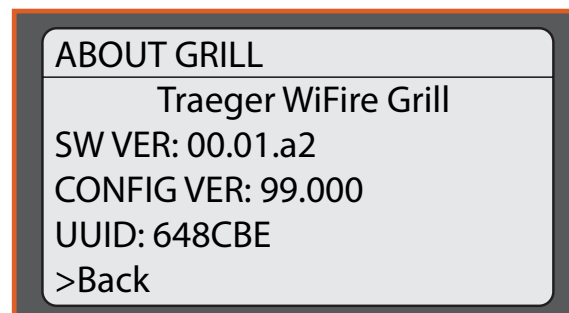 ABOUT GRILL
Traeger WiFire Grill
SW VER: 00.01.a2
CONFIG VER: 99.000
UUID: 648CBE
>Back